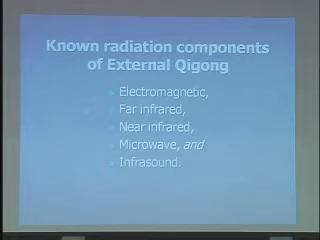 Known radiation components
of External Qigong
Electromagnetic,
Far infrared,
Near infrared,
Microwave, and
Infrasound.